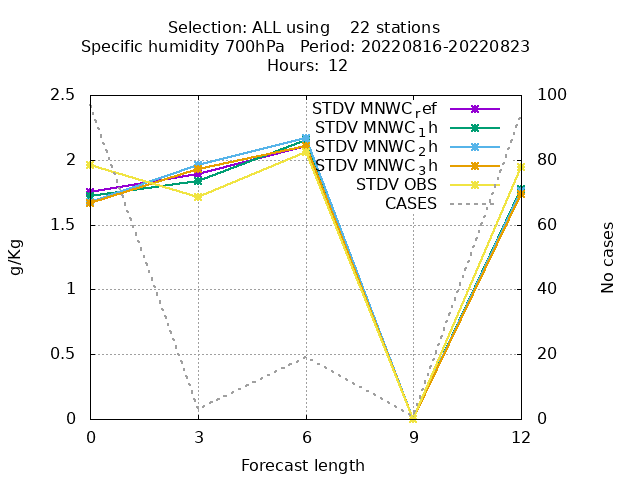 Selection: ALL using 22 stations
Specific humidity 700hPa Period: 20220816-20220823
Hours: 12
2.5
2
1.5
1
0.5
0
g/Kg
STDV MNWC_ref
STDV MNWC_1h
STDV MNWC_2h
STDV MNWC_3h
STDV OBS
CASES
100
80
60
40
20
0
No cases
0 3 6 9 12
Forecast length